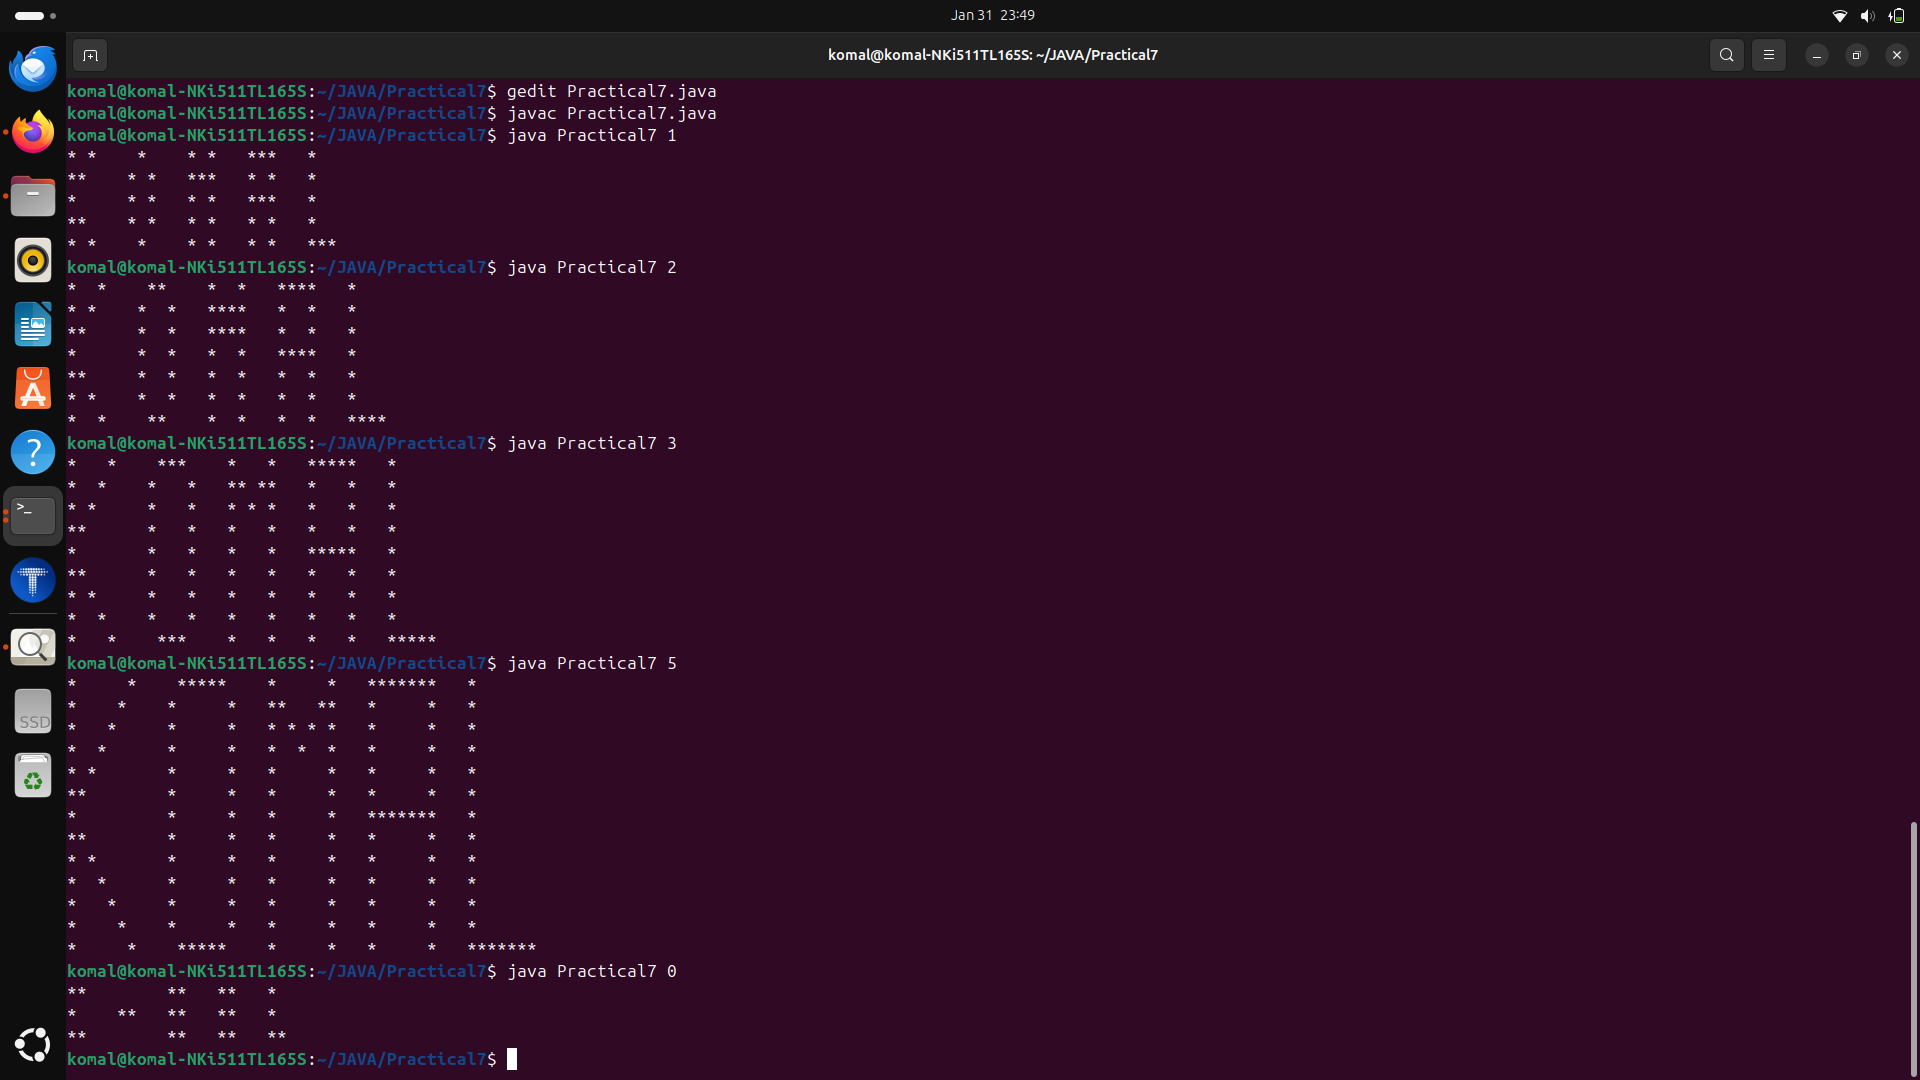 Jan 31 23:49
komal@komal-NKi511TL165S: ~/JAVA/Practical7
komal@komal-NKi511TL165S:~/JAVA/Practical7$ gedit Practical7.java
komal@komal-NKi511TL165S:~/JAVA/Practical7$ javac Practical7.java
komal@komal-NKi511TL165S:~/JAVA/Practical7$ java Practical7 1
* *    *    * *   ***   *
**    * *   ***   * *   *
*     * *   * *   ***   *
**    * *   * *   * *   *
* *    *    * *   * *   ***
komal@komal-NKi511TL165S:~/JAVA/Practical7$ java Practical7 2
*  *    **    *  *   ****   *
* *    *  *   ****   *  *   *
**     *  *   ****   *  *   *
*      *  *   *  *   ****   *
**     *  *   *  *   *  *   *
* *    *  *   *  *   *  *   *
*  *    **    *  *   *  *   ****
komal@komal-NKi511TL165S:~/JAVA/Practical7$ java Practical7 3
*   *    ***    *   *   *****   *
*  *    *   *   ** **   *   *   *
* *     *   *   * * *   *   *   *
**      *   *   *   *   *   *   *
*       *   *   *   *   *****   *
**      *   *   *   *   *   *   *
* *     *   *   *   *   *   *   *
*  *    *   *   *   *   *   *   *
*   *    ***    *   *   *   *   *****
komal@komal-NKi511TL165S:~/JAVA/Practical7$ java Practical7 5
*     *    *****    *     *   *******   *
*    *    *     *   **   **   *     *   *
*   *     *     *   * * * *   *     *   *
*  *      *     *   *  *  *   *     *   *
* *       *     *   *     *   *     *   *
**        *     *   *     *   *     *   *
*         *     *   *     *   *******   *
**        *     *   *     *   *     *   *
* *       *     *   *     *   *     *   *
*  *      *     *   *     *   *     *   *
*   *     *     *   *     *   *     *   *
*    *    *     *   *     *   *     *   *
*     *    *****    *     *   *     *   *******
komal@komal-NKi511TL165S:~/JAVA/Practical7$ java Practical7 0
**        **   **   *
*    **   **   **   *
**        **   **   **
komal@komal-NKi511TL165S:~/JAVA/Practical7$
SSD